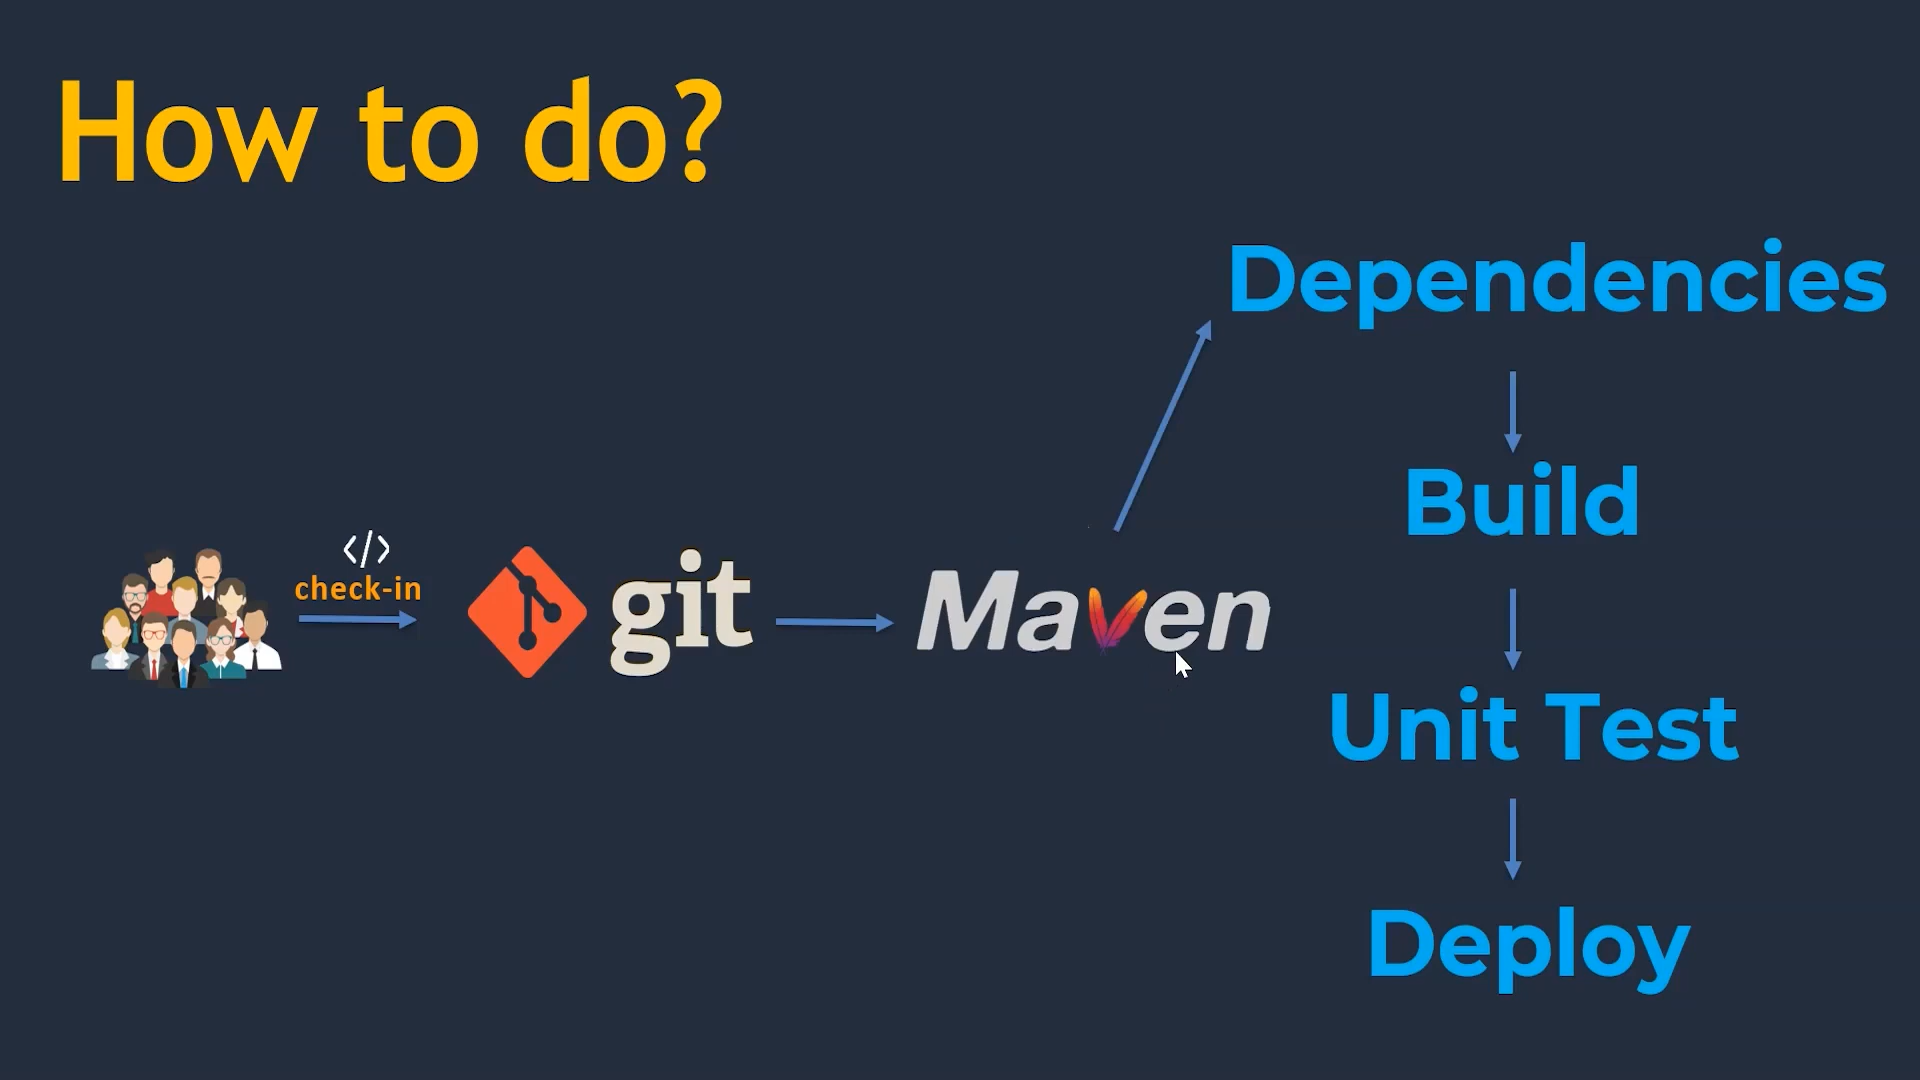 How to do?
Dependencies
Build
</>
check-in
git
Maven
Unit Test
Deploy